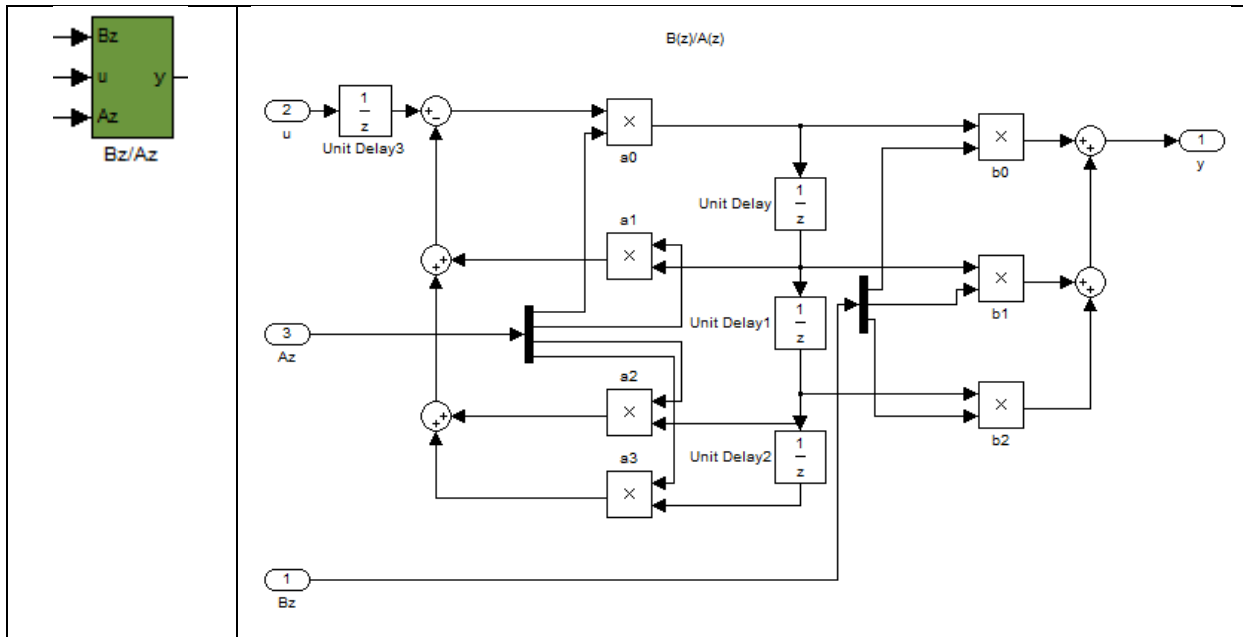 Bz
u y
Az
Bz/Az
B(z)/A(z)
2
u
1
z
Unit Delay3
+
−
×
a0
×
b0
+
+
1
y
Unit Delay
1
z
a1
×
+
+
×
b1
+
+
3
Az
Unit Delay1
1
z
a2
×
+
+
×
b2
a3
×
Unit Delay2
1
z
1
Bz